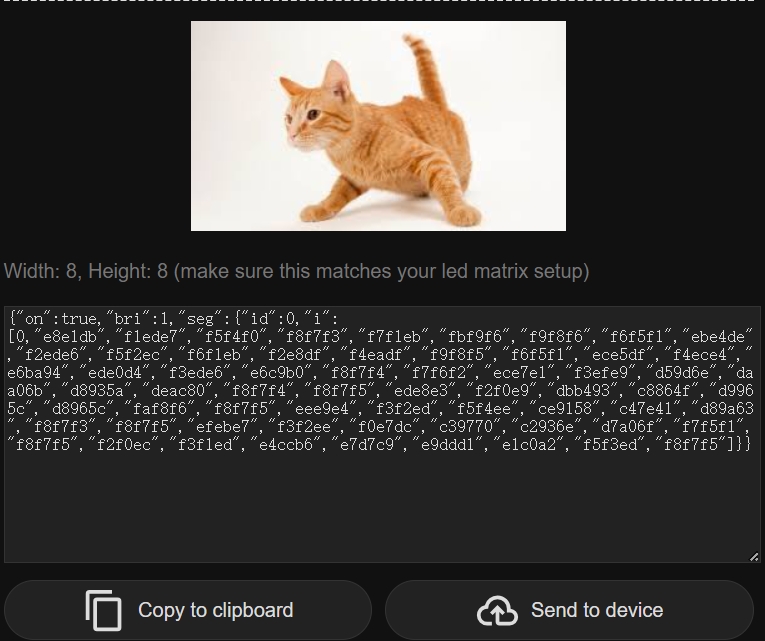 Width: 8, Height: 8 (make sure this matches your led matrix setup)
{"on":true,"bri":1,"seg":{"id":0,"i":
[0,"e8e1db","f1ede7","f5f4f0","f8f7f3","f7f1eb","fbf9f6","f9f8f6","f6f5f1","ebe4de"
,"f2ede6","f5f2ec","f6f1eb","f2e8df","f4eadf","f9f8f5","f6f5f1","ece5df","f4ece4","
e6ba94","ede0d4","f3ede6","e6c9b0","f8f7f4","f7f6f2","ece7e1","f3efe9","d59d6e","da
a06b","d8935a","deac80","f8f7f4","f8f7f5","ede8e3","f2f0e9","dbb493","c8864f","d996
5c","d8965c","faf8f6","f8f7f5","eee9e4","f3f2ed","f5f4ee","ce9158","c47e41","d89a63
","f8f7f3","f8f7f5","efebe7","f3f2ee","f0e7dc","c39770","c2936e","d7a06f","f7f5f1",
"f8f7f5","f2f0ec","f3f1ed","e4ccb6","e7d7c9","e9ddd1","e1c0a2","f5f3ed","f8f7f5"]}}
Copy to clipboard
Send to device